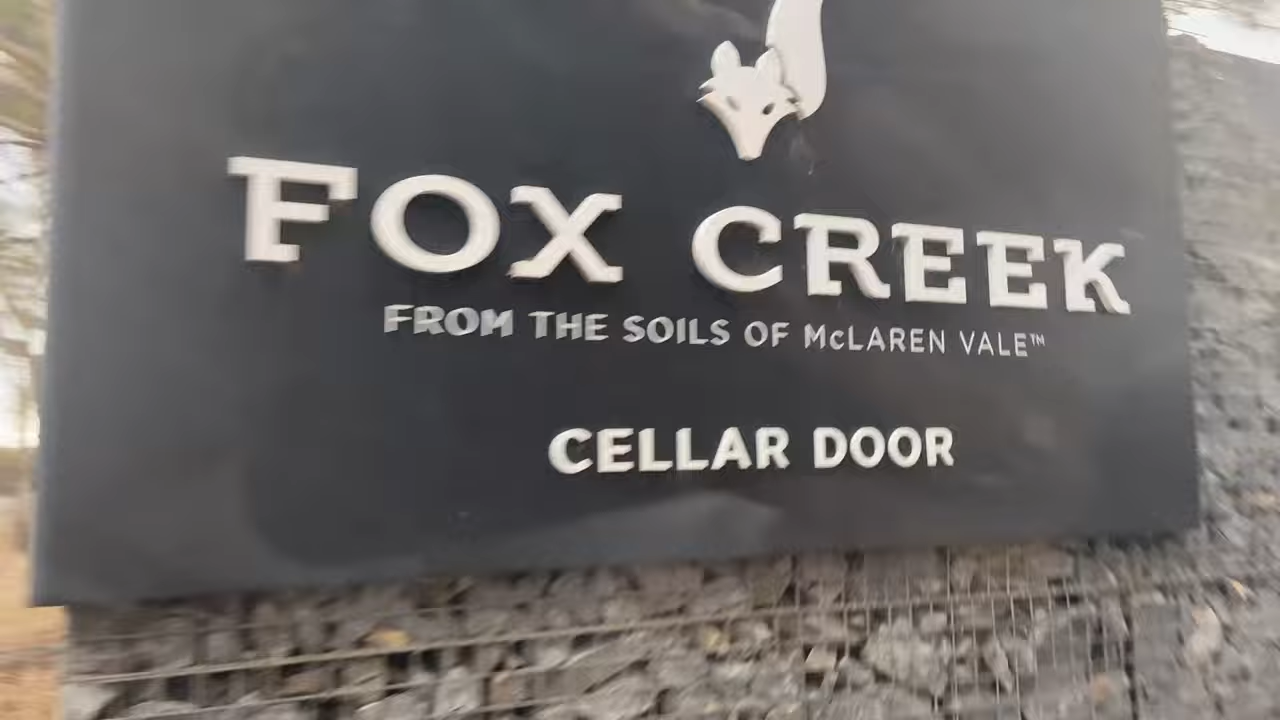 FOX CREEK
FROM THE SOILS OF McLAREN VALE™
CELLAR DOOR